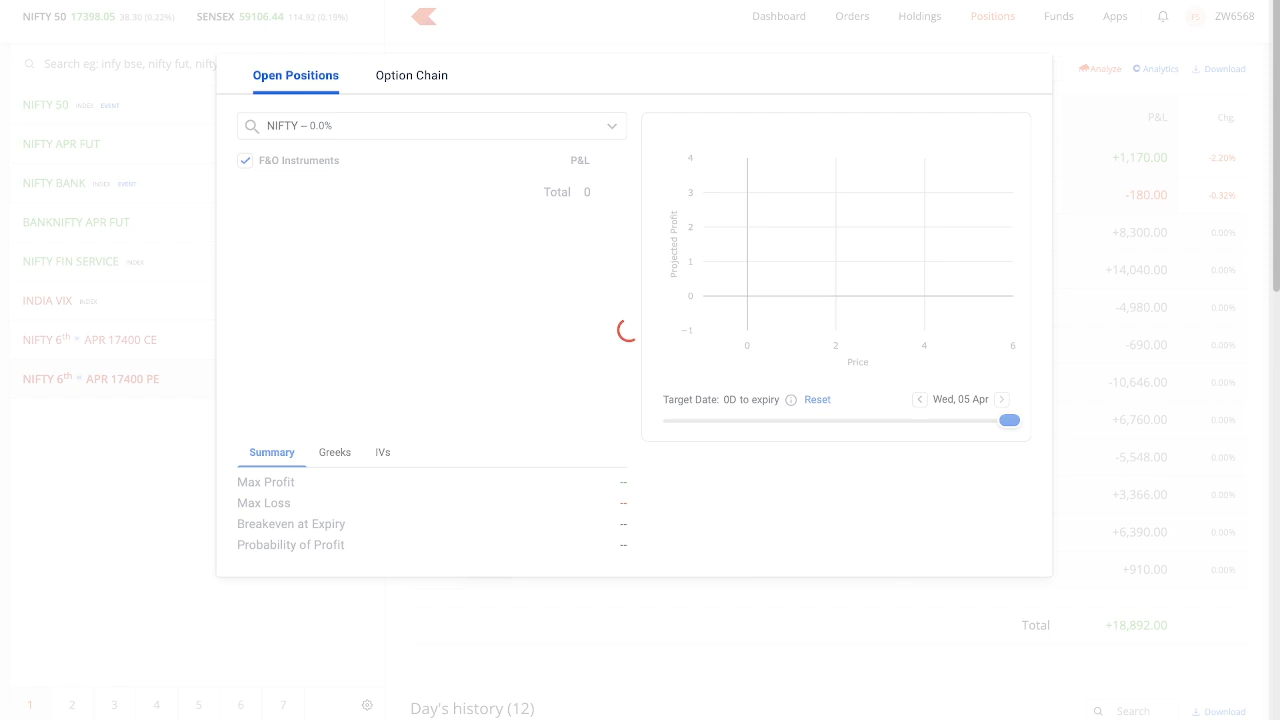 NIFTY 50 17398.05 38.30 (0.22%) SENSEX 59106.44 114.92 (0.19%)
Dashboard Orders Holdings Positions Funds Apps PS ZW6568
Search eg: infy bse, nifty fut, nifty
NIFTY 50 INDEX EVENT
NIFTY APR FUT
NIFTY BANK INDEX EVENT
BANKNIFTY APR FUT
NIFTY FIN SERVICE INDEX
INDIA VIX INDEX
NIFTY 6th W APR 17400 CE
NIFTY 6th W APR 17400 PE
1 2 3 4 5 6 7
Open Positions Option Chain
NIFTY – 0.0%
F&O Instruments P&L
Total 0
Summary Greeks IVs
Max Profit --
Max Loss --
Breakeven at Expiry --
Probability of Profit --
Projected Profit
4
3
2
1
0
−1
0 2 4 6
Price
Target Date: 0D to expiry Reset Wed, 05 Apr
Analyze Analytics Download
P&L Chg.
+1,170.00 -2.20%
-180.00 -0.32%
+8,300.00 0.00%
+14,040.00 0.00%
-4,980.00 0.00%
-690.00 0.00%
-10,646.00 0.00%
+6,760.00 0.00%
-5,548.00 0.00%
+3,366.00 0.00%
+6,390.00 0.00%
+910.00 0.00%
Total +18,892.00
Day's history (12) Search Download